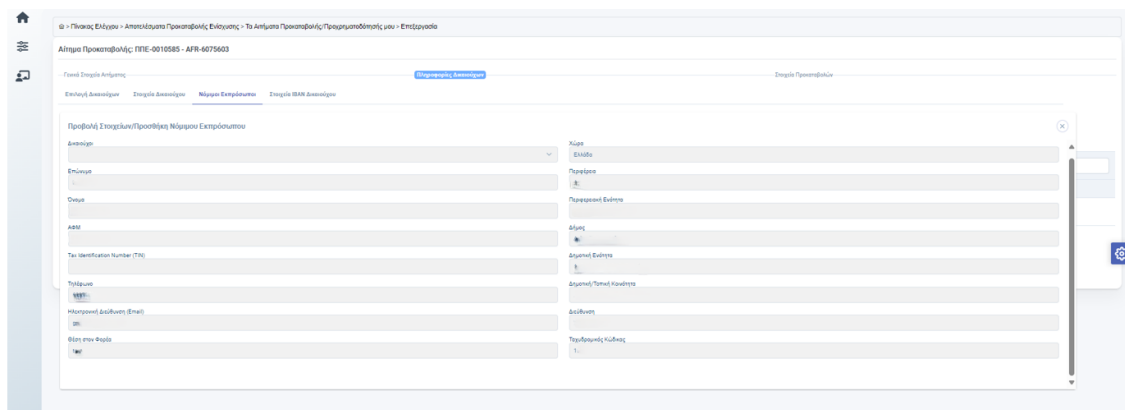 > Πίνακας Ελέγχου > Αποτελέσματα Προκαταβολής Ενίσχυσης > Τα Αιτήματα Προκαταβολής/Προχρηματοδότησής μου > Επεξεργασία
Αίτημα Προκαταβολής: ΠΠΕ-0010585 - AFR-6075603
Γενικά Στοιχεία Αιτήματος
Πληροφορίες Δικαιούχων
Στοιχεία Προκαταβολών
Επιλογή Δικαιούχων Στοιχεία Δικαιούχου Νόμιμοι Εκπρόσωποι Στοιχεία IBAN Δικαιούχου
Προβολή Στοιχείων/Προσθήκη Νόμιμου Εκπρόσωπου
Δικαιούχοι
Χώρα
Ελλάδα
Επώνυμο
Περιφέρεια
Όνομα
Περιφερειακή Ενότητα
ΑΦΜ
Δήμος
Tax Identification Number (TIN)
Δημοτική Ενότητα
Τηλέφωνο
Δημοτική/Τοπική Κοινότητα
Ηλεκτρονική Διεύθυνση (Email)
Διεύθυνση
Θέση στον Φορέα
Ταχυδρομικός Κώδικας